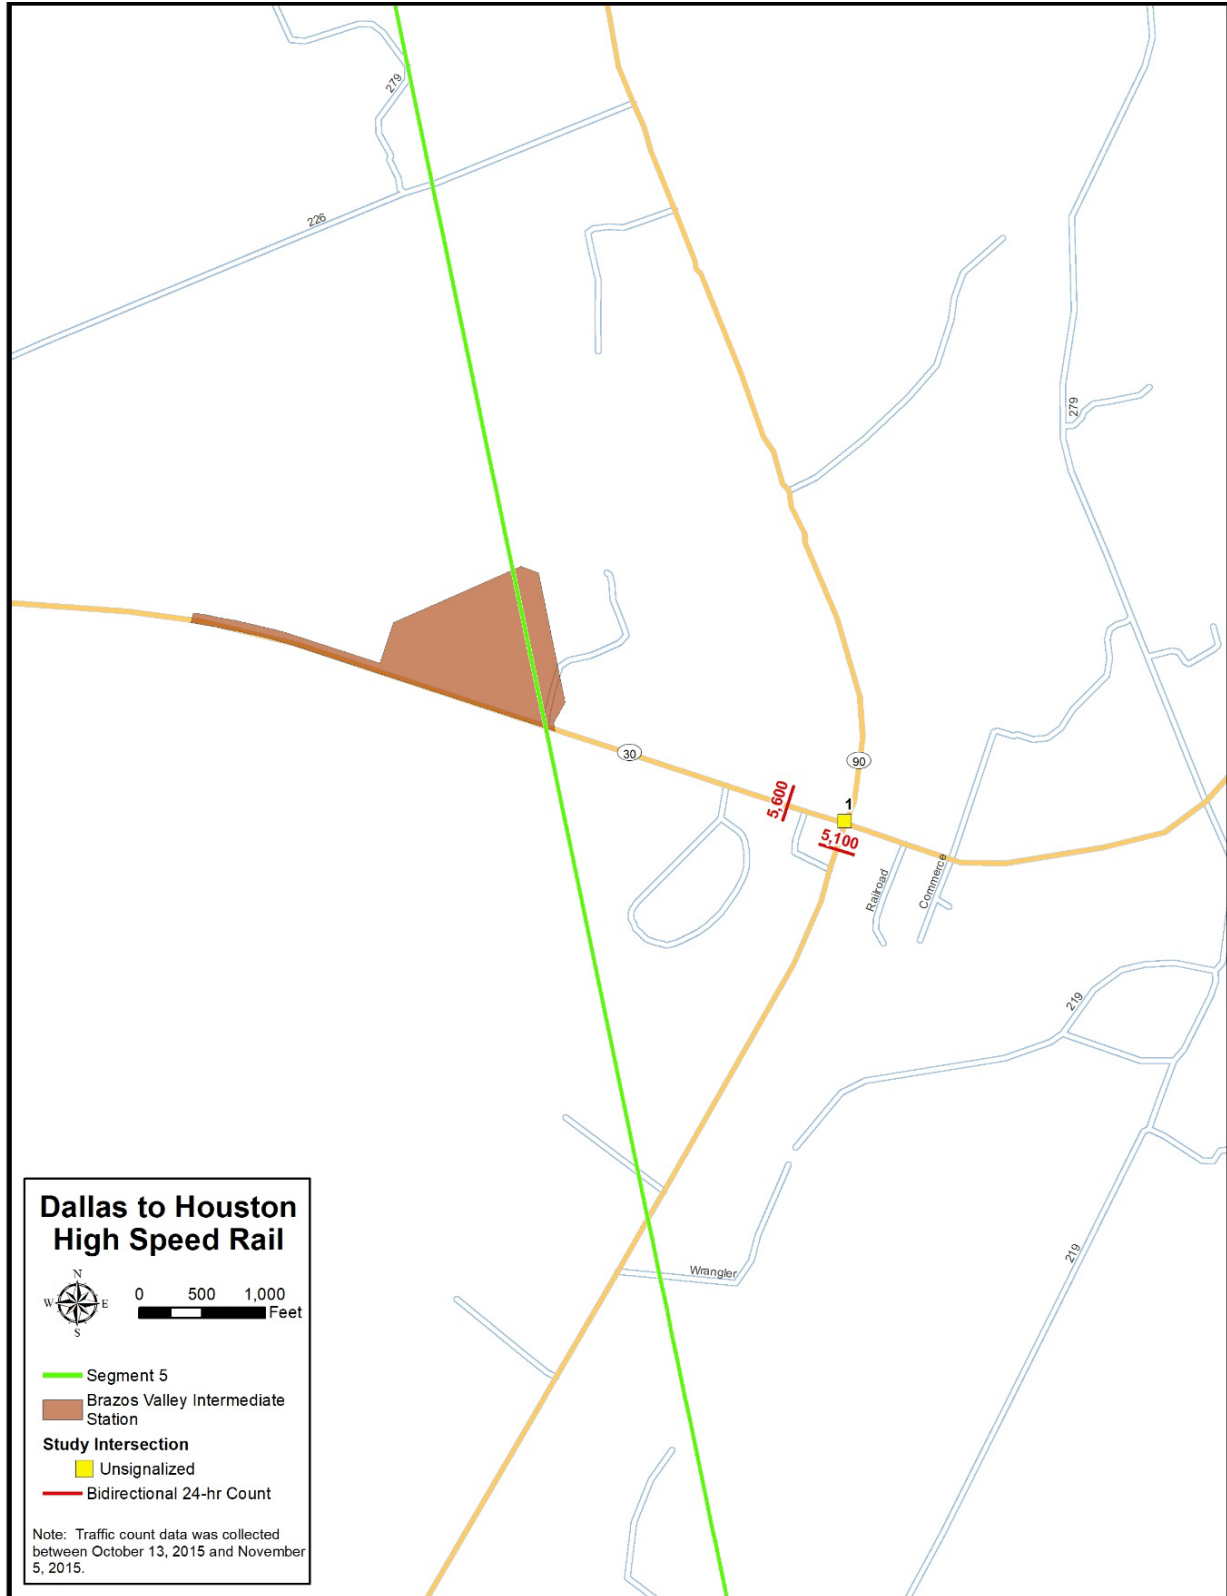 279
226
279
30
90
5,600
1
5,100
Railroad
Commerce
219
219
Wrangler
Dallas to Houston
High Speed Rail
N
W E
S
0 500 1,000
Feet
Segment 5
Brazos Valley Intermediate
Station
Study Intersection
Unsignalized
Bidirectional 24-hr Count
Note: Traffic count data was collected
between October 13, 2015 and November
5, 2015.